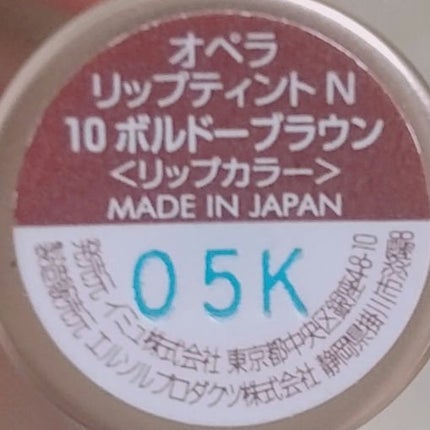 オペラ
リップティント N
10 ボルドーブラウン
<リップカラー>
MADE IN JAPAN
05K
発売元 イミュ株式会社 東京都中央区銀座4-8-10
製造販売元 エルソルプロダクツ株式会社 静岡県掛川市淡陽8